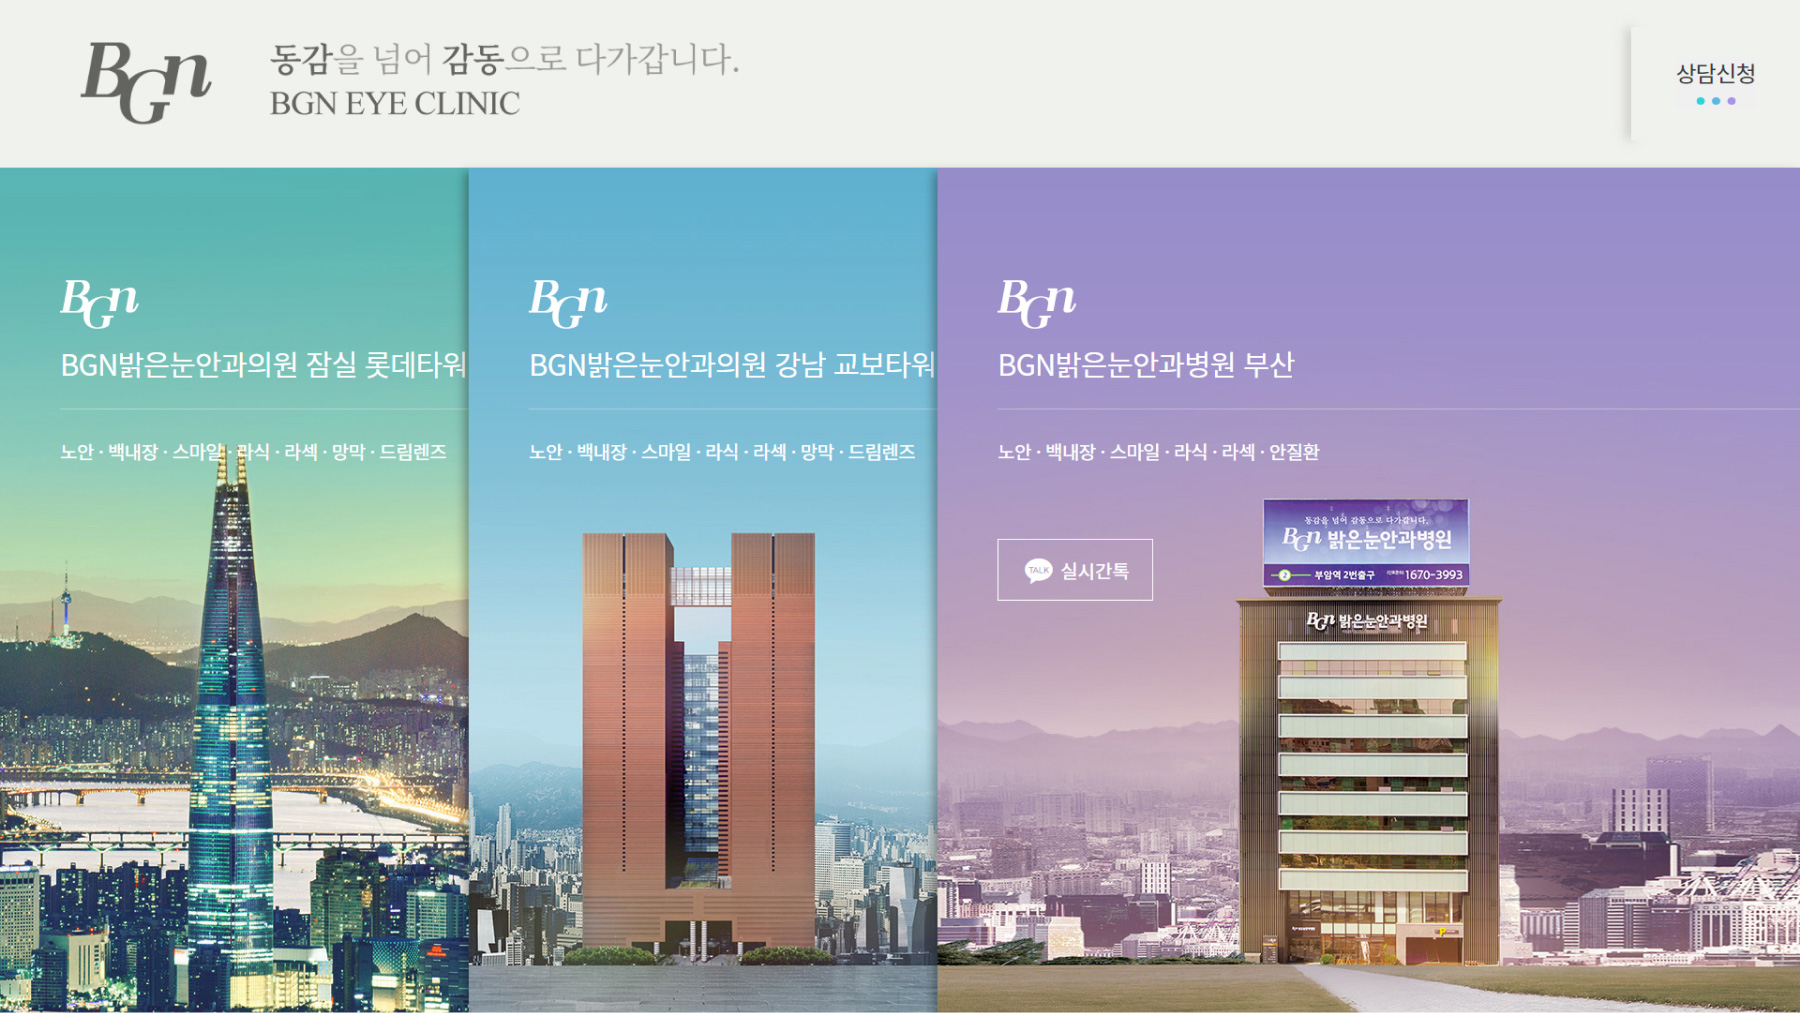 BGn
동감을 넘어 감동으로 다가갑니다.
BGN EYE CLINIC
상담신청
BGn
BGN밝은눈안과의원 잠실 롯데타워
노안 · 백내장 · 스마일 · 라식 · 라섹 · 망막 · 드림렌즈
BGn
BGN밝은눈안과의원 강남 교보타워
노안 · 백내장 · 스마일 · 라식 · 라섹 · 망막 · 드림렌즈
BGn
BGN밝은눈안과병원 부산
노안 · 백내장 · 스마일 · 라식 · 라섹 · 안질환
TALK 실시간톡
동감을 넘어 감동으로 다가갑니다.
BGn 밝은눈안과병원
2 부암역 2번출구 1670-3993
BGn 밝은눈안과병원
P